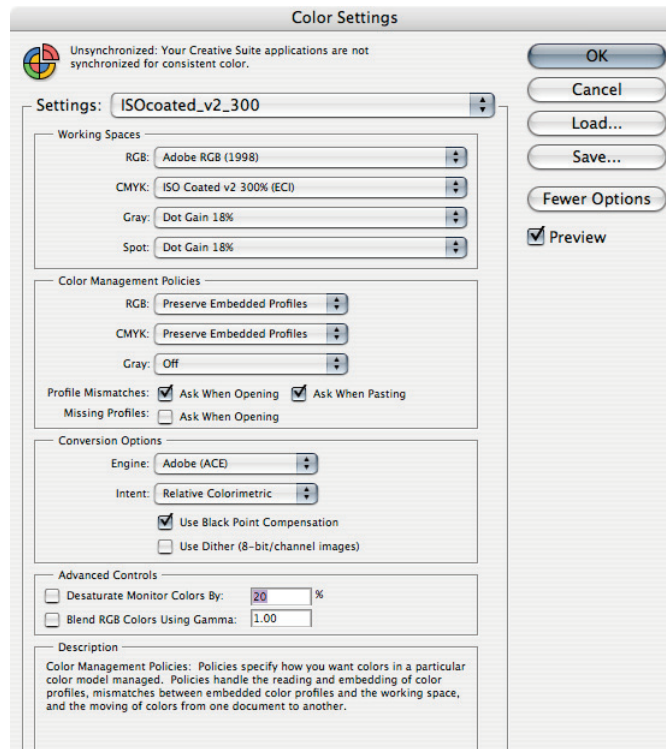 Color Settings
Unsynchronized: Your Creative Suite applications are not
synchronized for consistent color.
OK
Cancel
Load...
Save...
Fewer Options
Preview
Settings: ISOcoated_v2_300
Working Spaces
RGB: Adobe RGB (1998)
CMYK: ISO Coated v2 300% (ECI)
Gray: Dot Gain 18%
Spot: Dot Gain 18%
Color Management Policies
RGB: Preserve Embedded Profiles
CMYK: Preserve Embedded Profiles
Gray: Off
Profile Mismatches: Ask When Opening Ask When Pasting
Missing Profiles: Ask When Opening
Conversion Options
Engine: Adobe (ACE)
Intent: Relative Colorimetric
Use Black Point Compensation
Use Dither (8-bit/channel images)
Advanced Controls
Desaturate Monitor Colors By: 20 %
Blend RGB Colors Using Gamma: 1.00
Description
Color Management Policies: Policies specify how you want colors in a particular
color model managed. Policies handle the reading and embedding of color
profiles, mismatches between embedded color profiles and the working space,
and the moving of colors from one document to another.